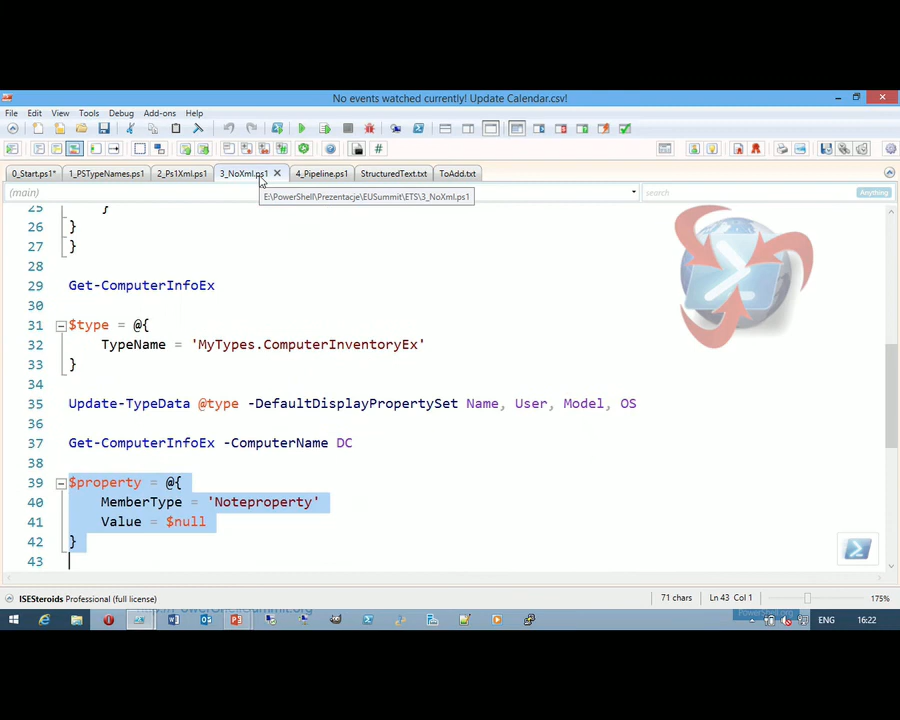 No events watched currently! Update Calendar.csv!
File Edit View Tools Debug Add-ons Help
0_Start.ps1* 1_PSTypeNames.ps1 2_Ps1Xml.ps1 3_NoXml.ps1 4_Pipeline.ps1 StructuredText.txt ToAdd.txt
(main) search Anything
E:\PowerShell\Prezentacje\EUSummit\ETS\3_NoXml.ps1
25 }
26 }
27 }
28
29 Get-ComputerInfoEx
30
31 $type = @{
32 TypeName = 'MyTypes.ComputerInventoryEx'
33 }
34
35 Update-TypeData @type -DefaultDisplayPropertySet Name, User, Model, OS
36
37 Get-ComputerInfoEx -ComputerName DC
38
39 $property = @{
40 MemberType = 'Noteproperty'
41 Value = $null
42 }
43
ISESteroids Professional (full license) 71 chars Ln 43 Col 1 175%
ENG 16:22